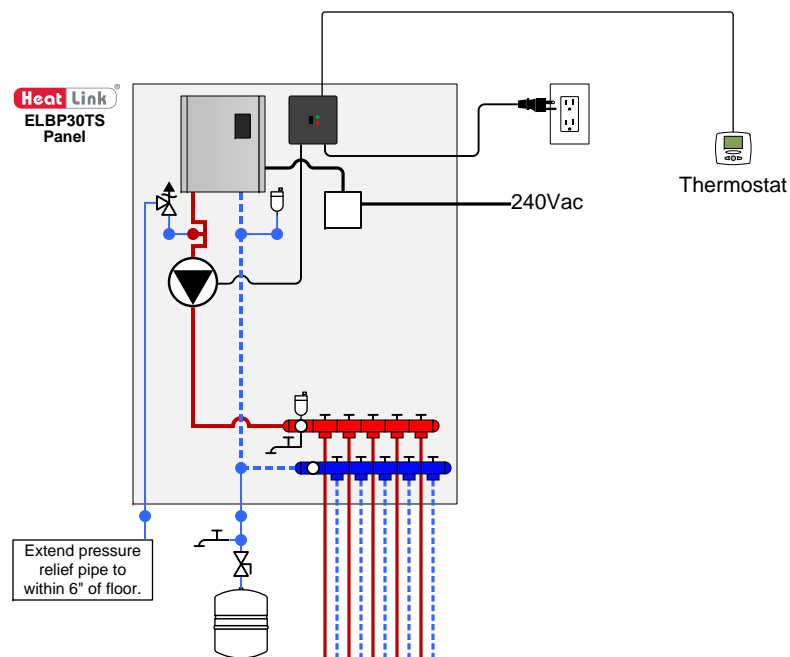 Heat Link®
ELBP30TS
Panel
Thermostat
240Vac
Extend pressure
relief pipe to
within 6" of floor.